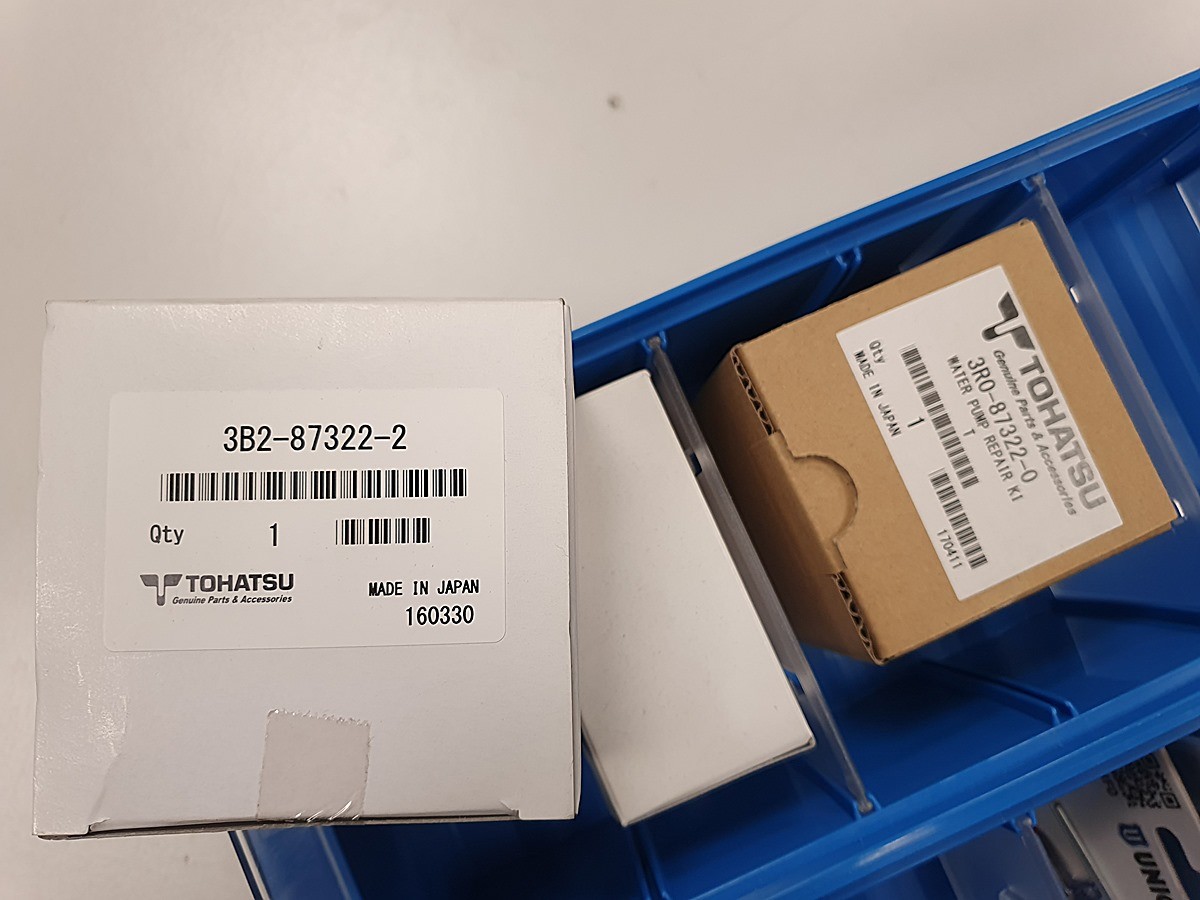 3B2-87322-2
Qty 1
TOHATSU
Genuine Parts & Accessories
MADE IN JAPAN
160330
TOHATSU
Genuine Parts & Accessories
3R0-87322-0
WATER PUMP REPAIR KI
T
Qty 1
MADE IN JAPAN
170411
UNI